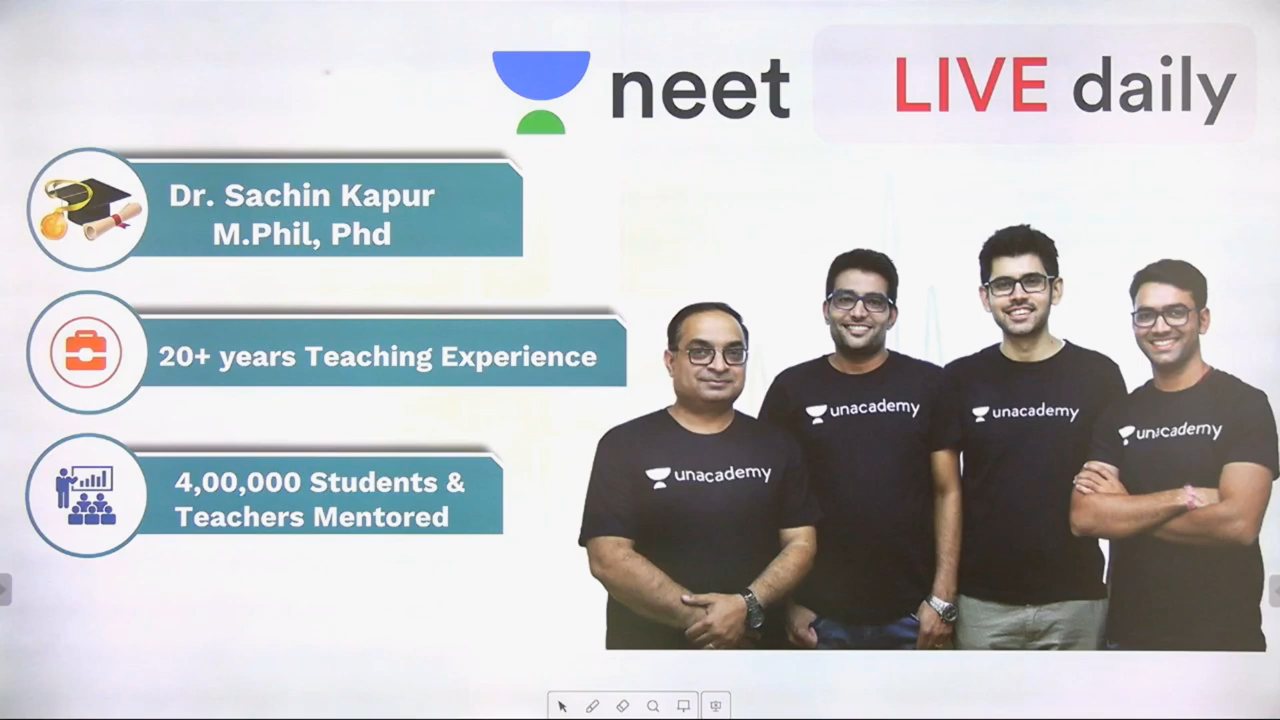 neet
LIVE daily
Dr. Sachin Kapur
M.Phil, Phd
20+ years Teaching Experience
4,00,000 Students &
Teachers Mentored
unacademy
unacademy
unacademy
unacademy